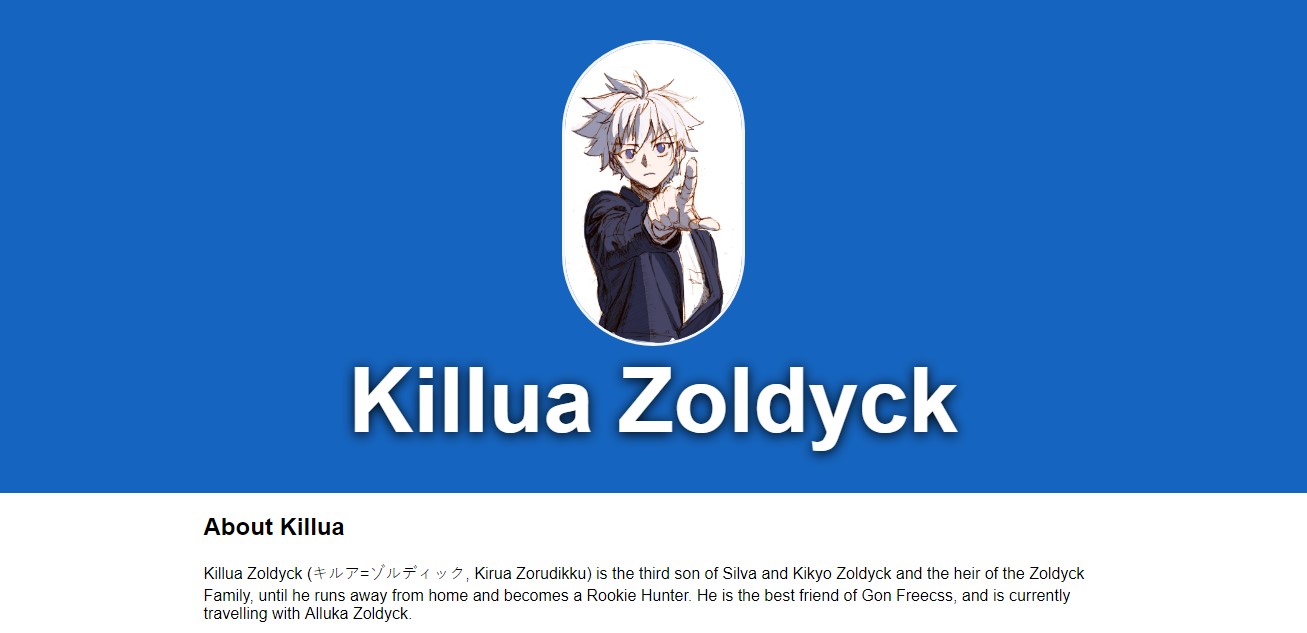 Killua Zoldyck
About Killua
Killua Zoldyck (キルア=ゾルディック, Kirua Zorudikku) is the third son of Silva and Kikyo Zoldyck and the heir of the Zoldyck
Family, until he runs away from home and becomes a Rookie Hunter. He is the best friend of Gon Freecss, and is currently
travelling with Alluka Zoldyck.